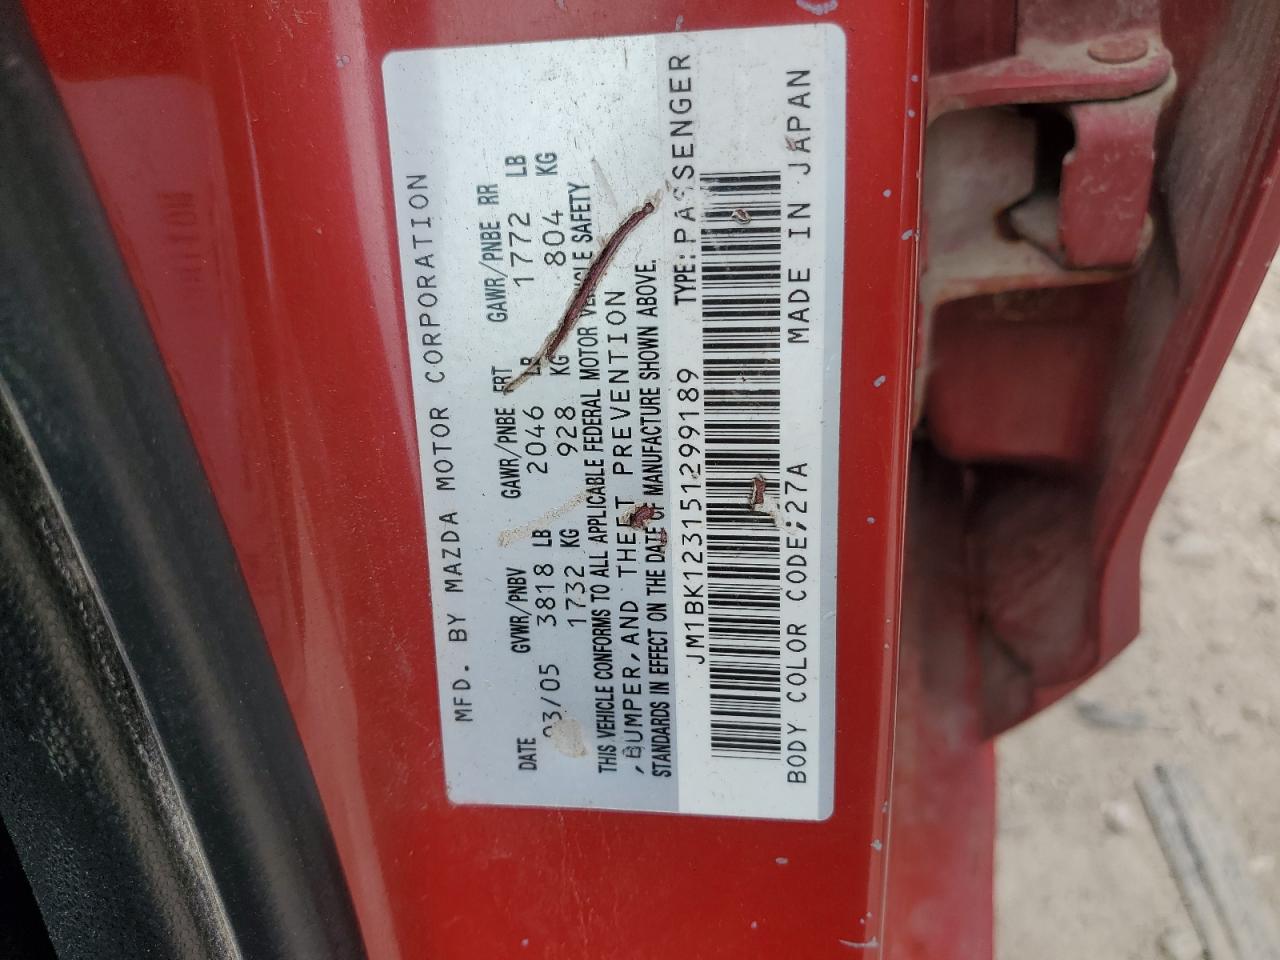 MFD. BY MAZDA MOTOR CORPORATION
DATE GVWR/PNBV GAWR/PNBE FRT GAWR/PNBE RR
03/05 3818 LB 2046 LB 1772 LB
1732 KG 928 KG 804 KG
THIS VEHICLE CONFORMS TO ALL APPLICABLE FEDERAL MOTOR VEHICLE SAFETY
,BUMPER,AND THEFT PREVENTION
STANDARDS IN EFFECT ON THE DATE OF MANUFACTURE SHOWN ABOVE.
JM1BK123151299189 TYPE:PASSENGER
BODY COLOR CODE;27A MADE IN JAPAN